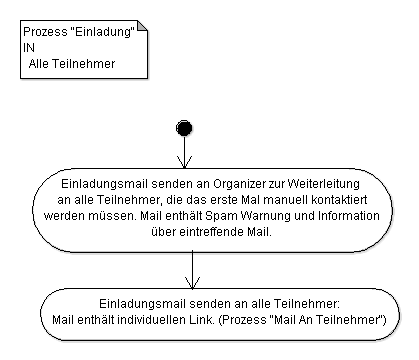 Prozess "Einladung"
IN
Alle Teilnehmer
Einladungsmail senden an Organizer zur Weiterleitung
an alle Teilnehmer, die das erste Mal manuell kontaktiert
werden müssen. Mail enthält Spam Warnung und Information
über eintreffende Mail.
Einladungsmail senden an alle Teilnehmer:
Mail enthält individuellen Link. (Prozess "Mail An Teilnehmer")